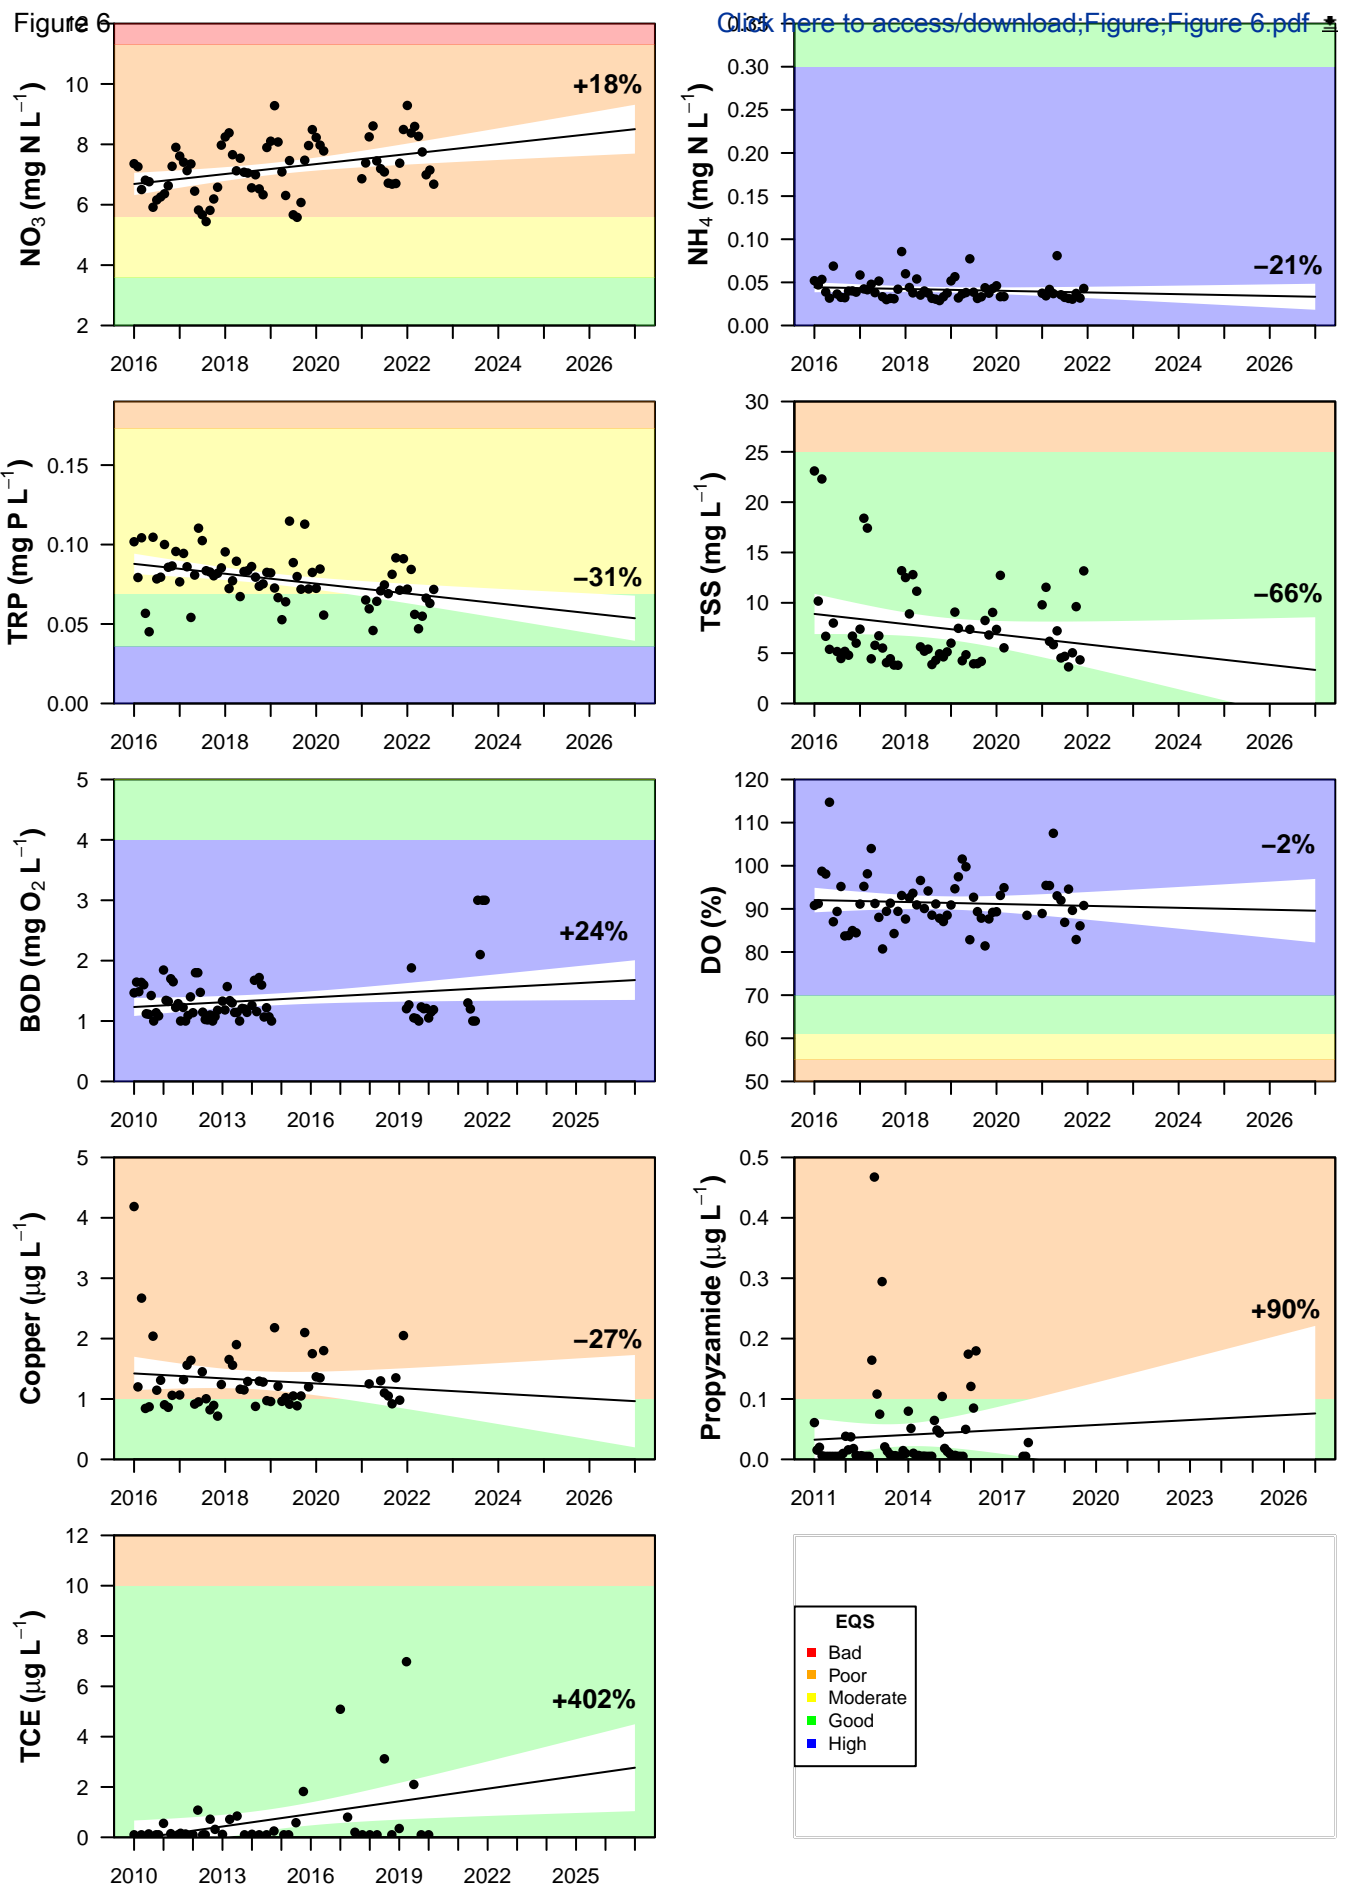 Figure 6
Click here to access/download;Figure;Figure 6.pdf
NO3 (mg N L−1)
10
8
6
4
2
+18%
2016 2018 2020 2022 2024 2026
NH4 (mg N L−1)
0.35
0.30
0.25
0.20
0.15
0.10
0.05
0.00
−21%
2016 2018 2020 2022 2024 2026
TRP (mg P L−1)
0.15
0.10
0.05
0.00
−31%
2016 2018 2020 2022 2024 2026
TSS (mg L−1)
30
25
20
15
10
5
0
−66%
2016 2018 2020 2022 2024 2026
BOD (mg O2 L−1)
5
4
3
2
1
0
+24%
2010 2013 2016 2019 2022 2025
DO (%)
120
110
100
90
80
70
60
50
−2%
2016 2018 2020 2022 2024 2026
Copper (µg L−1)
5
4
3
2
1
0
−27%
2016 2018 2020 2022 2024 2026
Propyzamide (µg L−1)
0.5
0.4
0.3
0.2
0.1
0.0
+90%
2011 2014 2017 2020 2023 2026
TCE (µg L−1)
12
10
8
6
4
2
0
+402%
2010 2013 2016 2019 2022 2025
EQS
Bad
Poor
Moderate
Good
High